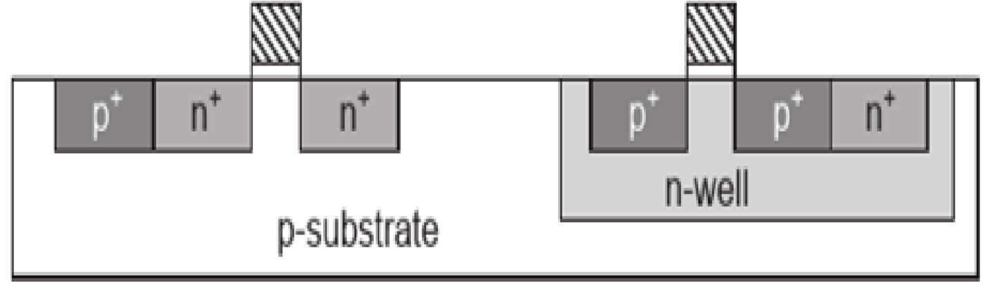 p⁺ n⁺ n⁺ p⁺ p⁺ n⁺
n-well
p-substrate